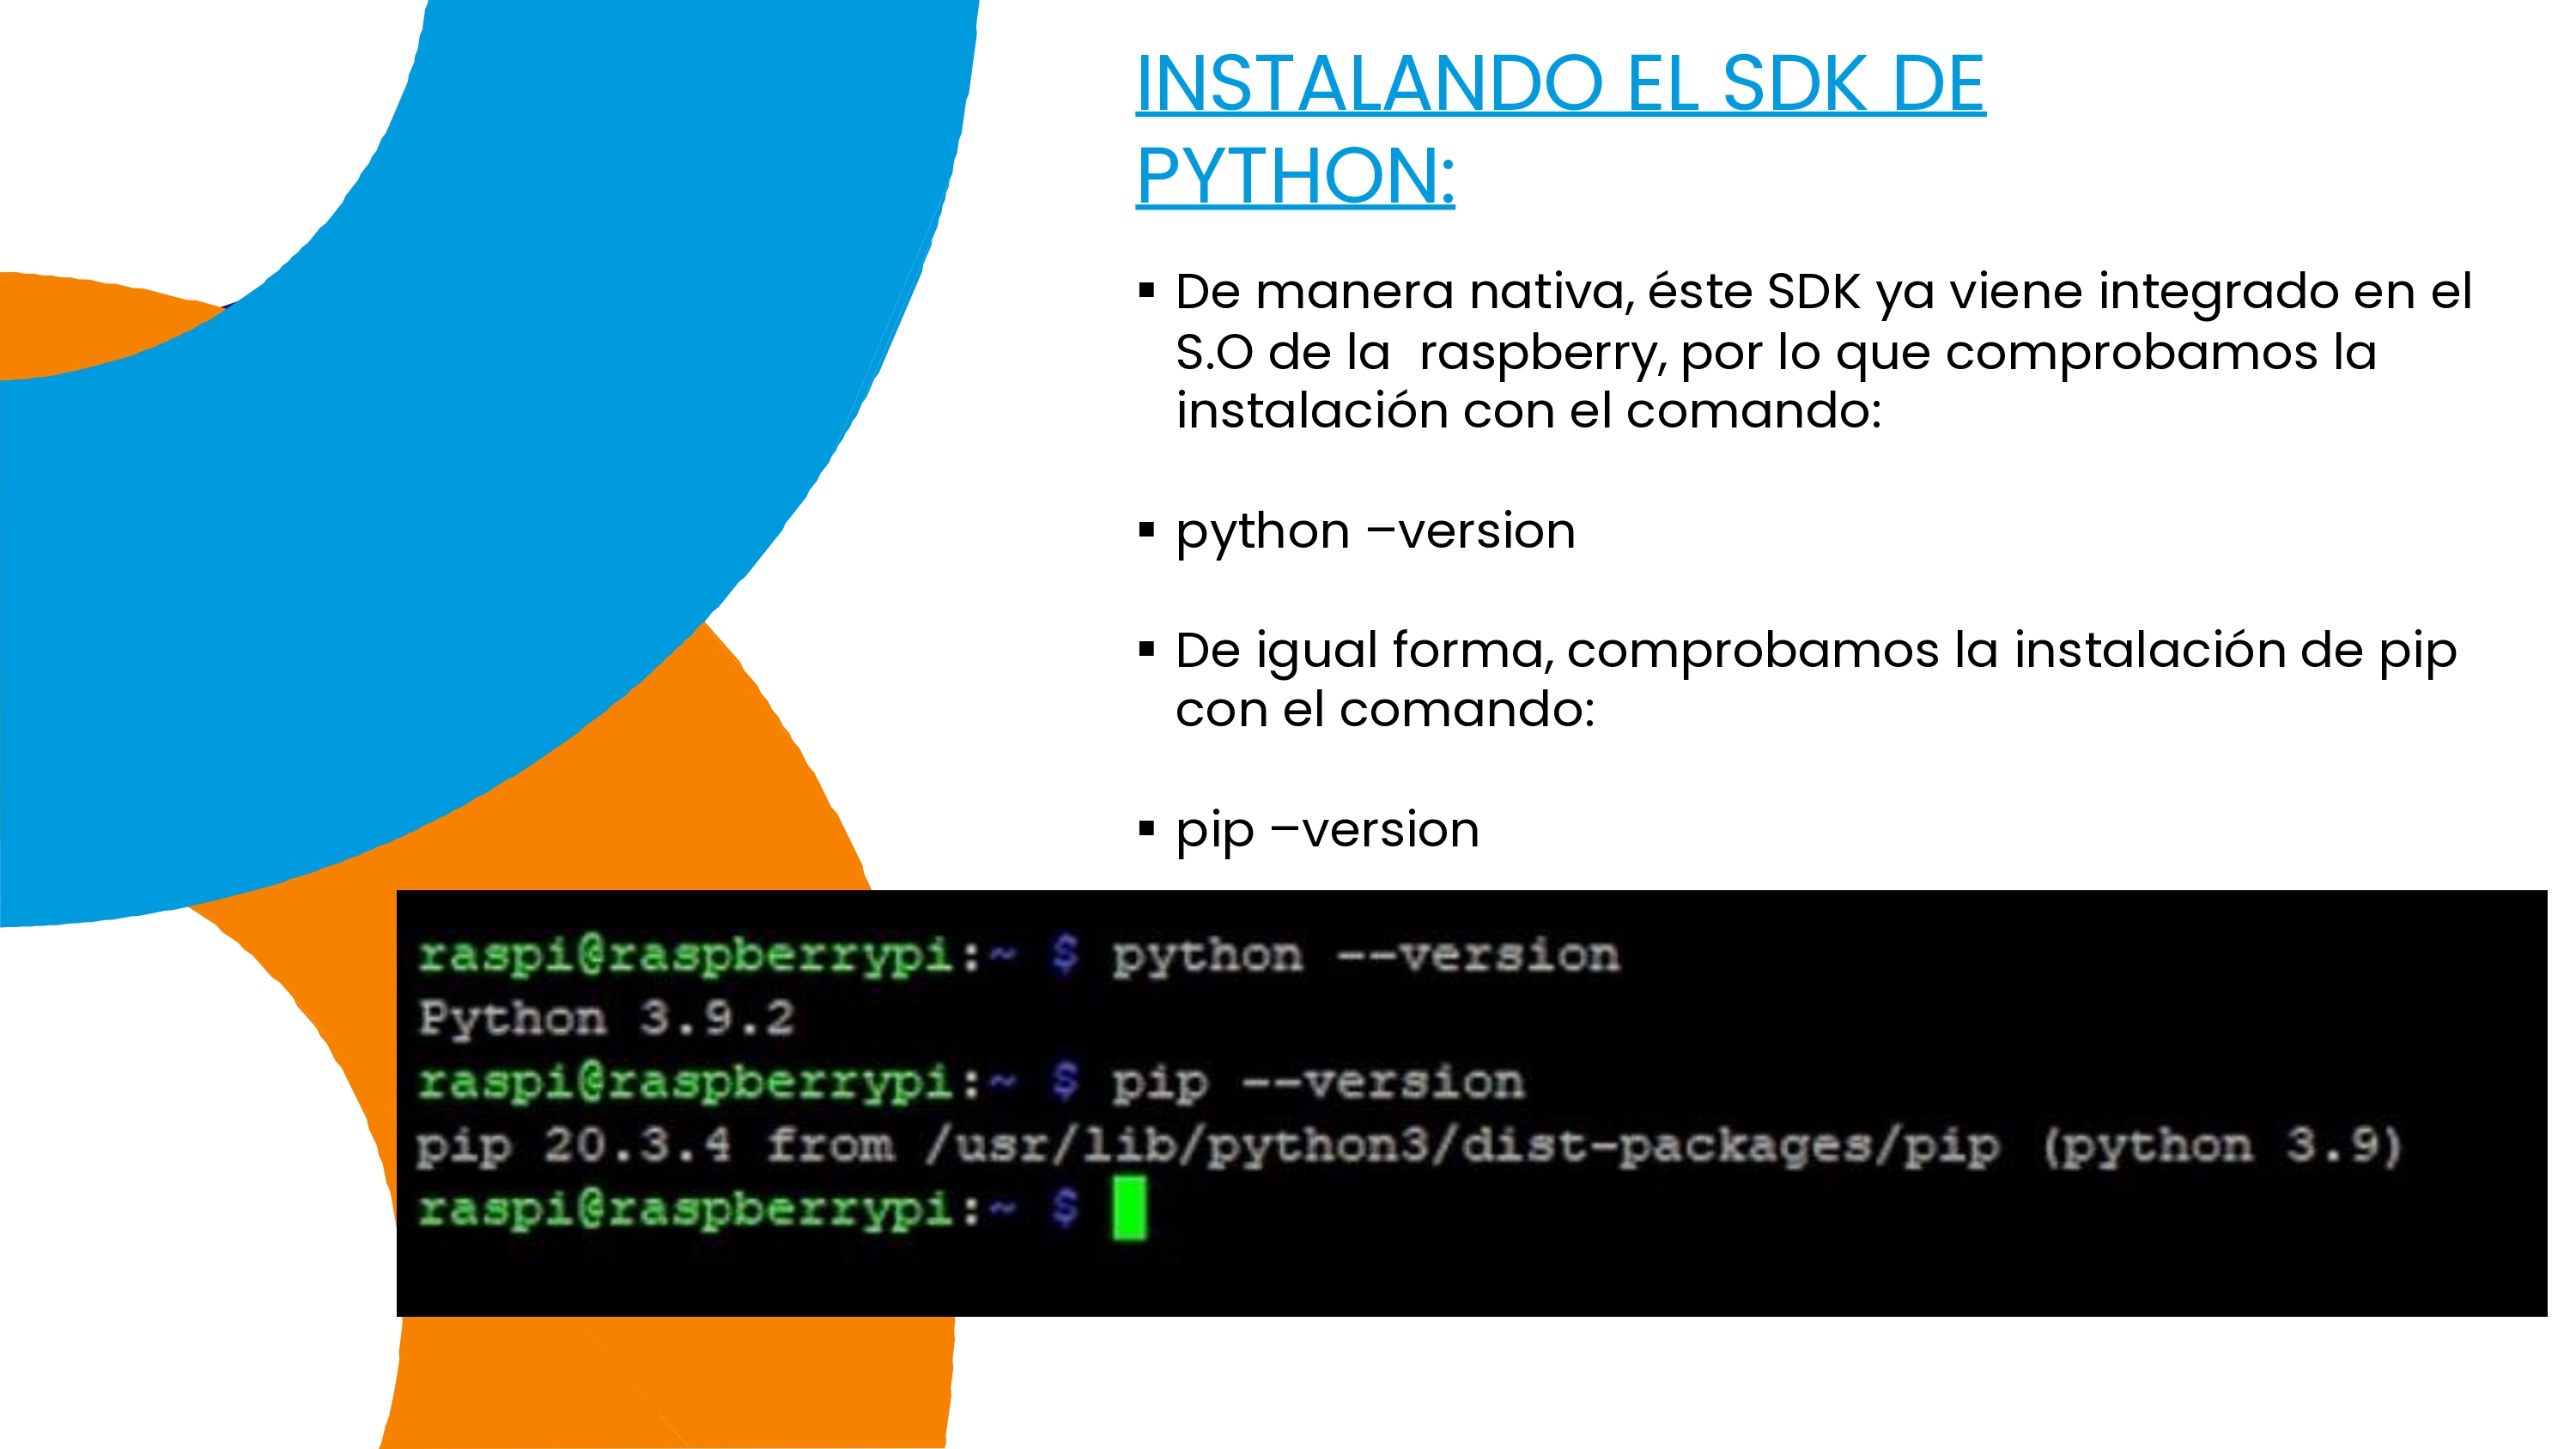 INSTALANDO EL SDK DE
PYTHON:
▪ De manera nativa, éste SDK ya viene integrado en el
S.O de la  raspberry, por lo que comprobamos la
instalación con el comando:
▪ python –version
▪ De igual forma, comprobamos la instalación de pip
con el comando:
▪ pip –version
raspi@raspberrypi:~ $ python --version
Python 3.9.2
raspi@raspberrypi:~ $ pip --version
pip 20.3.4 from /usr/lib/python3/dist-packages/pip (python 3.9)
raspi@raspberrypi:~ $